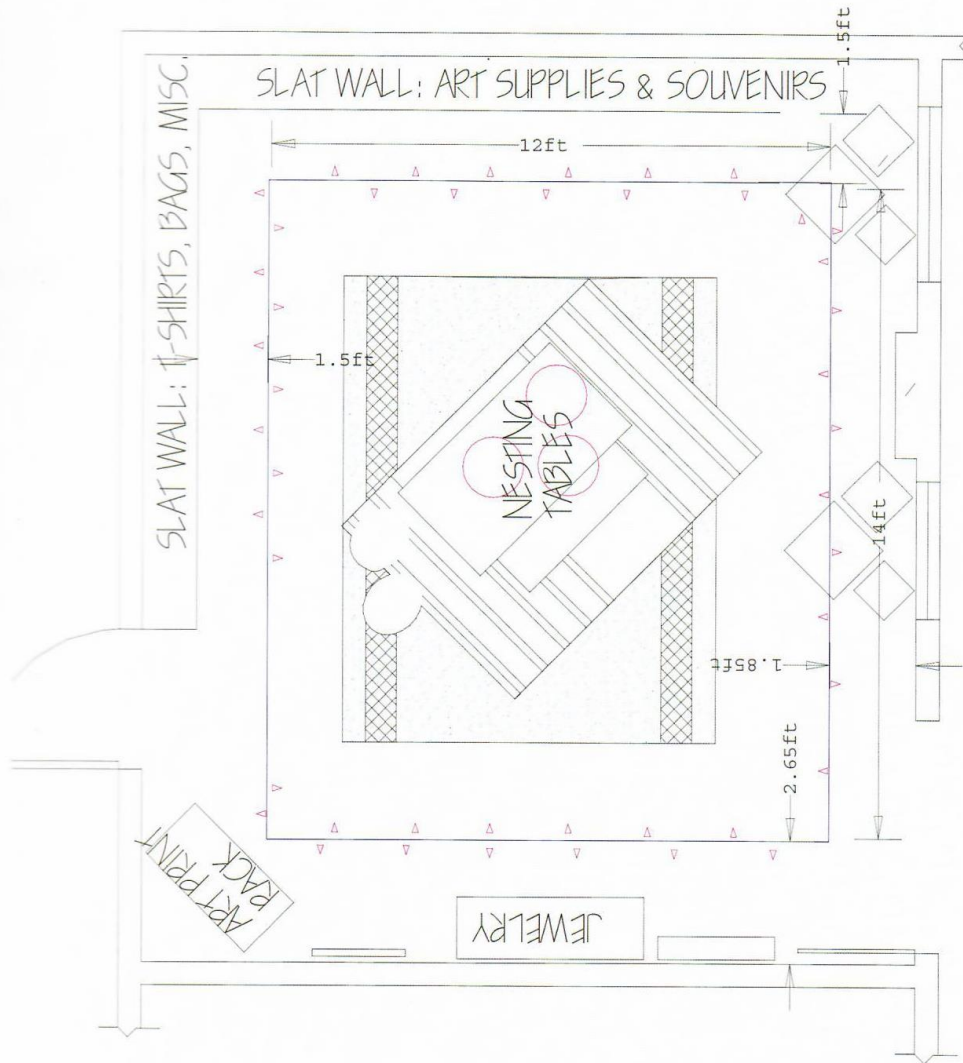 SLAT WALL: ART SUPPLIES & SOUVENIRS
1.5ft
12ft
SLAT WALL: T-SHIRTS, BAGS, MISC.
1.5ft
NESTING
TABLES
14ft
1.85ft
2.65ft
ART PRINT
RACK
JEWELRY